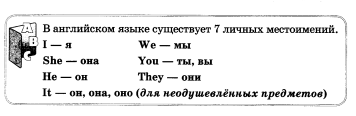 В английском языке существует 7 личных местоимений.
I — я We — мы
She — она You — ты, вы
He — он They — они
It — он, она, оно (для неодушевлённых предметов)